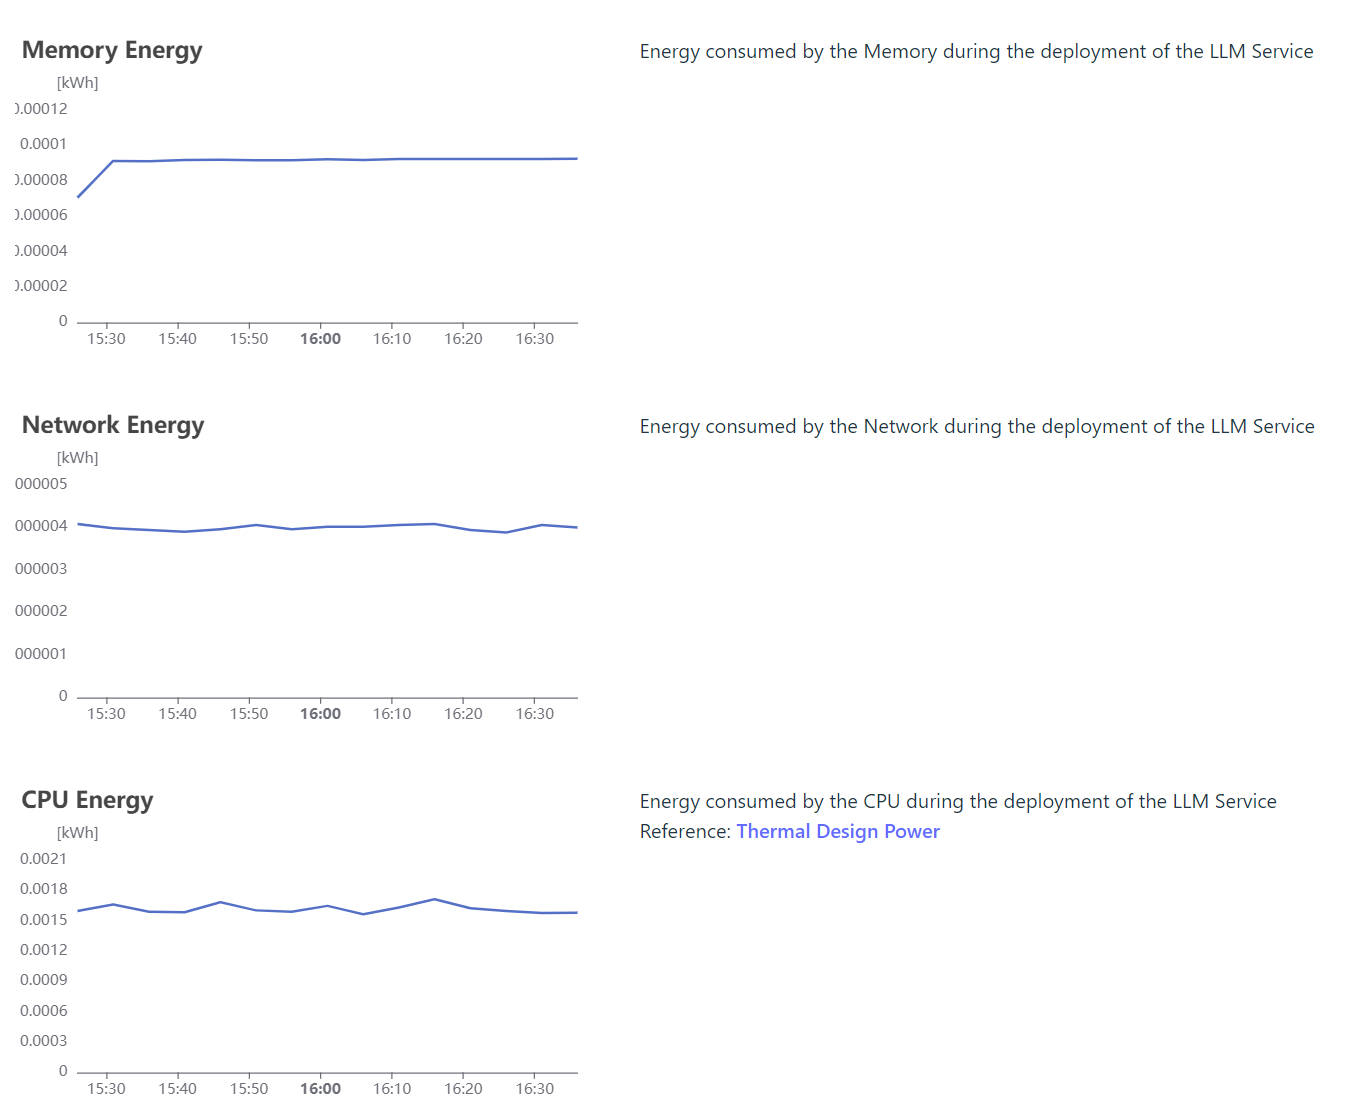 Memory Energy
Energy consumed by the Memory during the deployment of the LLM Service
[kWh]
0.00012
0.0001
0.00008
0.00006
0.00004
0.00002
0
15:30 15:40 15:50 16:00 16:10 16:20 16:30
Network Energy
Energy consumed by the Network during the deployment of the LLM Service
[kWh]
000005
000004
000003
000002
000001
0
15:30 15:40 15:50 16:00 16:10 16:20 16:30
CPU Energy
Energy consumed by the CPU during the deployment of the LLM Service
[kWh]
Reference: Thermal Design Power
0.0021
0.0018
0.0015
0.0012
0.0009
0.0006
0.0003
0
15:30 15:40 15:50 16:00 16:10 16:20 16:30